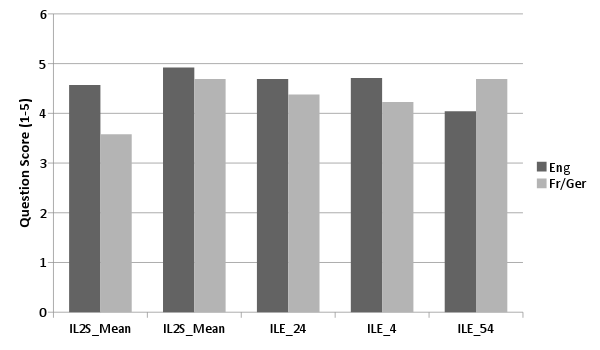 6
5
4
3
2
1
0
Question Score (1-5)
IL2S_Mean
IL2S_Mean
ILE_24
ILE_4
ILE_54
Eng
Fr/Ger